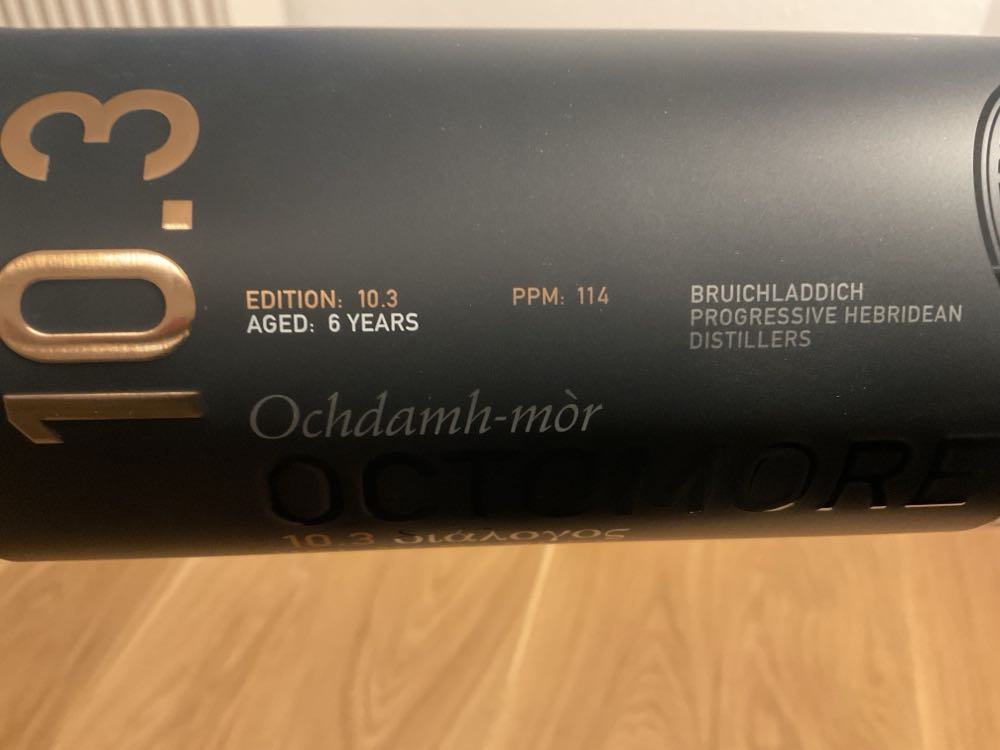 10.3
EDITION: 10.3
AGED: 6 YEARS
PPM: 114
BRUICHLADDICH
PROGRESSIVE HEBRIDEAN
DISTILLERS
Ochdamh-mòr
OCTOMORE
10.3 διάλογος